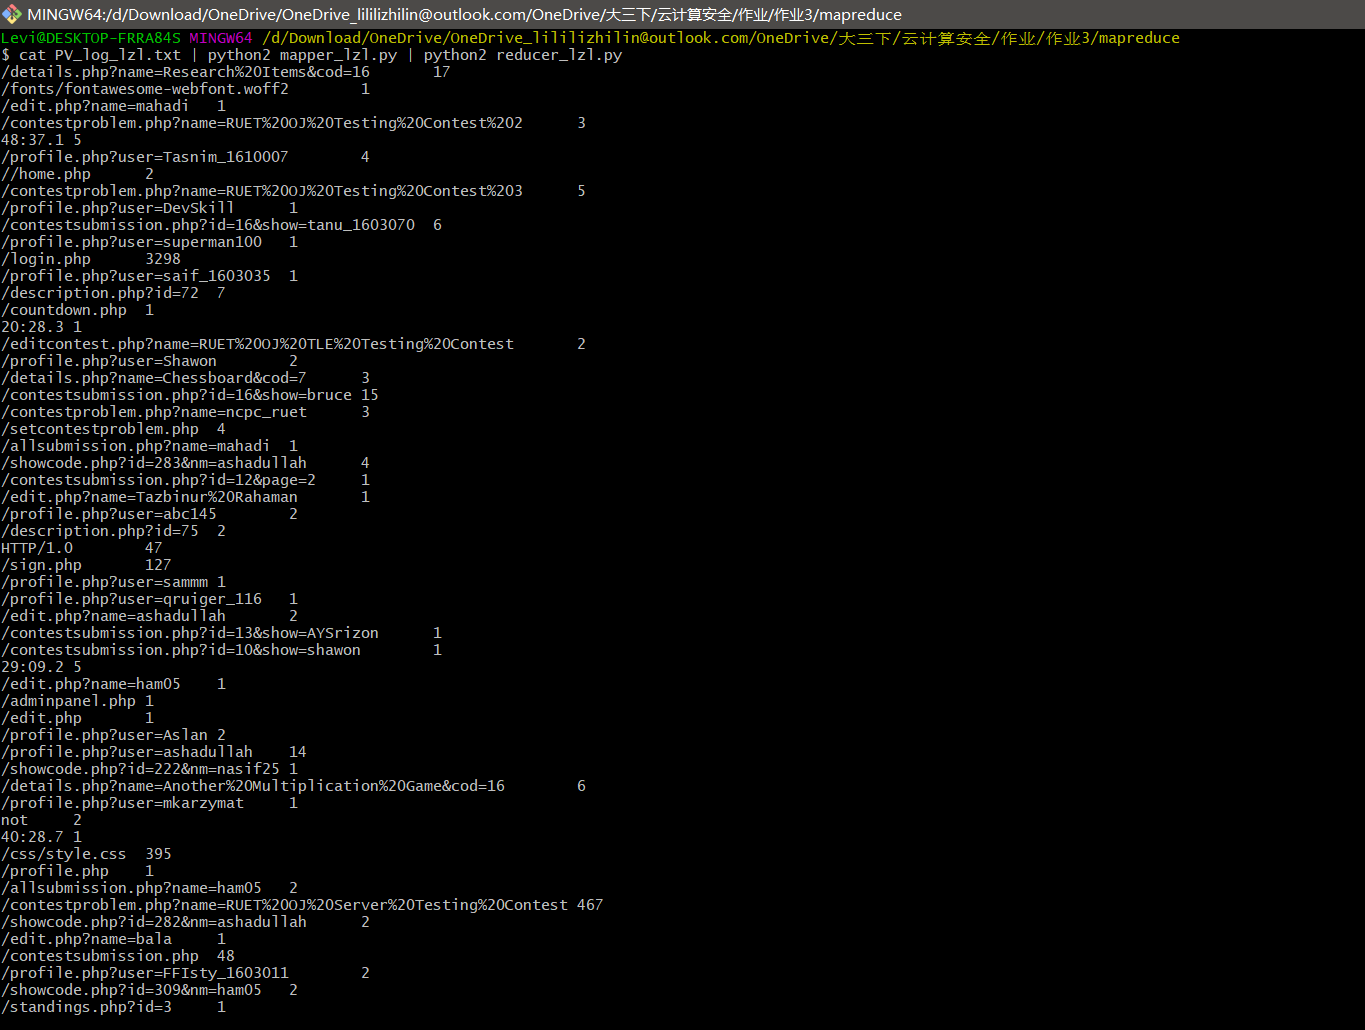 MINGW64:/d/Download/OneDrive/OneDrive_lililizhilin@outlook.com/OneDrive/大三下/云计算安全/作业/作业3/mapreduce
Levi@DESKTOP-FRRA84S MINGW64 /d/Download/OneDrive/OneDrive_lililizhilin@outlook.com/OneDrive/大三下/云计算安全/作业/作业3/mapreduce
$ cat PV_log_lzl.txt | python2 mapper_lzl.py | python2 reducer_lzl.py
/details.php?name=Research%20Items&cod=16 17
/fonts/fontawesome-webfont.woff2 1
/edit.php?name=mahadi 1
/contestproblem.php?name=RUET%20OJ%20Testing%20Contest%202 3
48:37.1 5
/profile.php?user=Tasnim_1610007 4
//home.php 2
/contestproblem.php?name=RUET%20OJ%20Testing%20Contest%203 5
/profile.php?user=DevSkill 1
/contestsubmission.php?id=16&show=tanu_1603070 6
/profile.php?user=superman100 1
/login.php 3298
/profile.php?user=saif_1603035 1
/description.php?id=72 7
/countdown.php 1
20:28.3 1
/editcontest.php?name=RUET%20OJ%20TLE%20Testing%20Contest 2
/profile.php?user=Shawon 2
/details.php?name=Chessboard&cod=7 3
/contestsubmission.php?id=16&show=bruce 15
/contestproblem.php?name=ncpc_ruet 3
/setcontestproblem.php 4
/allsubmission.php?name=mahadi 1
/showcode.php?id=283&nm=ashadullah 4
/contestsubmission.php?id=12&page=2 1
/edit.php?name=Tazbinur%20Rahaman 1
/profile.php?user=abc145 2
/description.php?id=75 2
HTTP/1.0 47
/sign.php 127
/profile.php?user=sammm 1
/profile.php?user=qruiger_116 1
/edit.php?name=ashadullah 2
/contestsubmission.php?id=13&show=AYSrizon 1
/contestsubmission.php?id=10&show=shawon 1
29:09.2 5
/edit.php?name=ham05 1
/adminpanel.php 1
/edit.php 1
/profile.php?user=Aslan 2
/profile.php?user=ashadullah 14
/showcode.php?id=222&nm=nasif25 1
/details.php?name=Another%20Multiplication%20Game&cod=16 6
/profile.php?user=mkarzymat 1
not 2
40:28.7 1
/css/style.css 395
/profile.php 1
/allsubmission.php?name=ham05 2
/contestproblem.php?name=RUET%20OJ%20Server%20Testing%20Contest 467
/showcode.php?id=282&nm=ashadullah 2
/edit.php?name=bala 1
/contestsubmission.php 48
/profile.php?user=FFIsty_1603011 2
/showcode.php?id=309&nm=ham05 2
/standings.php?id=3 1